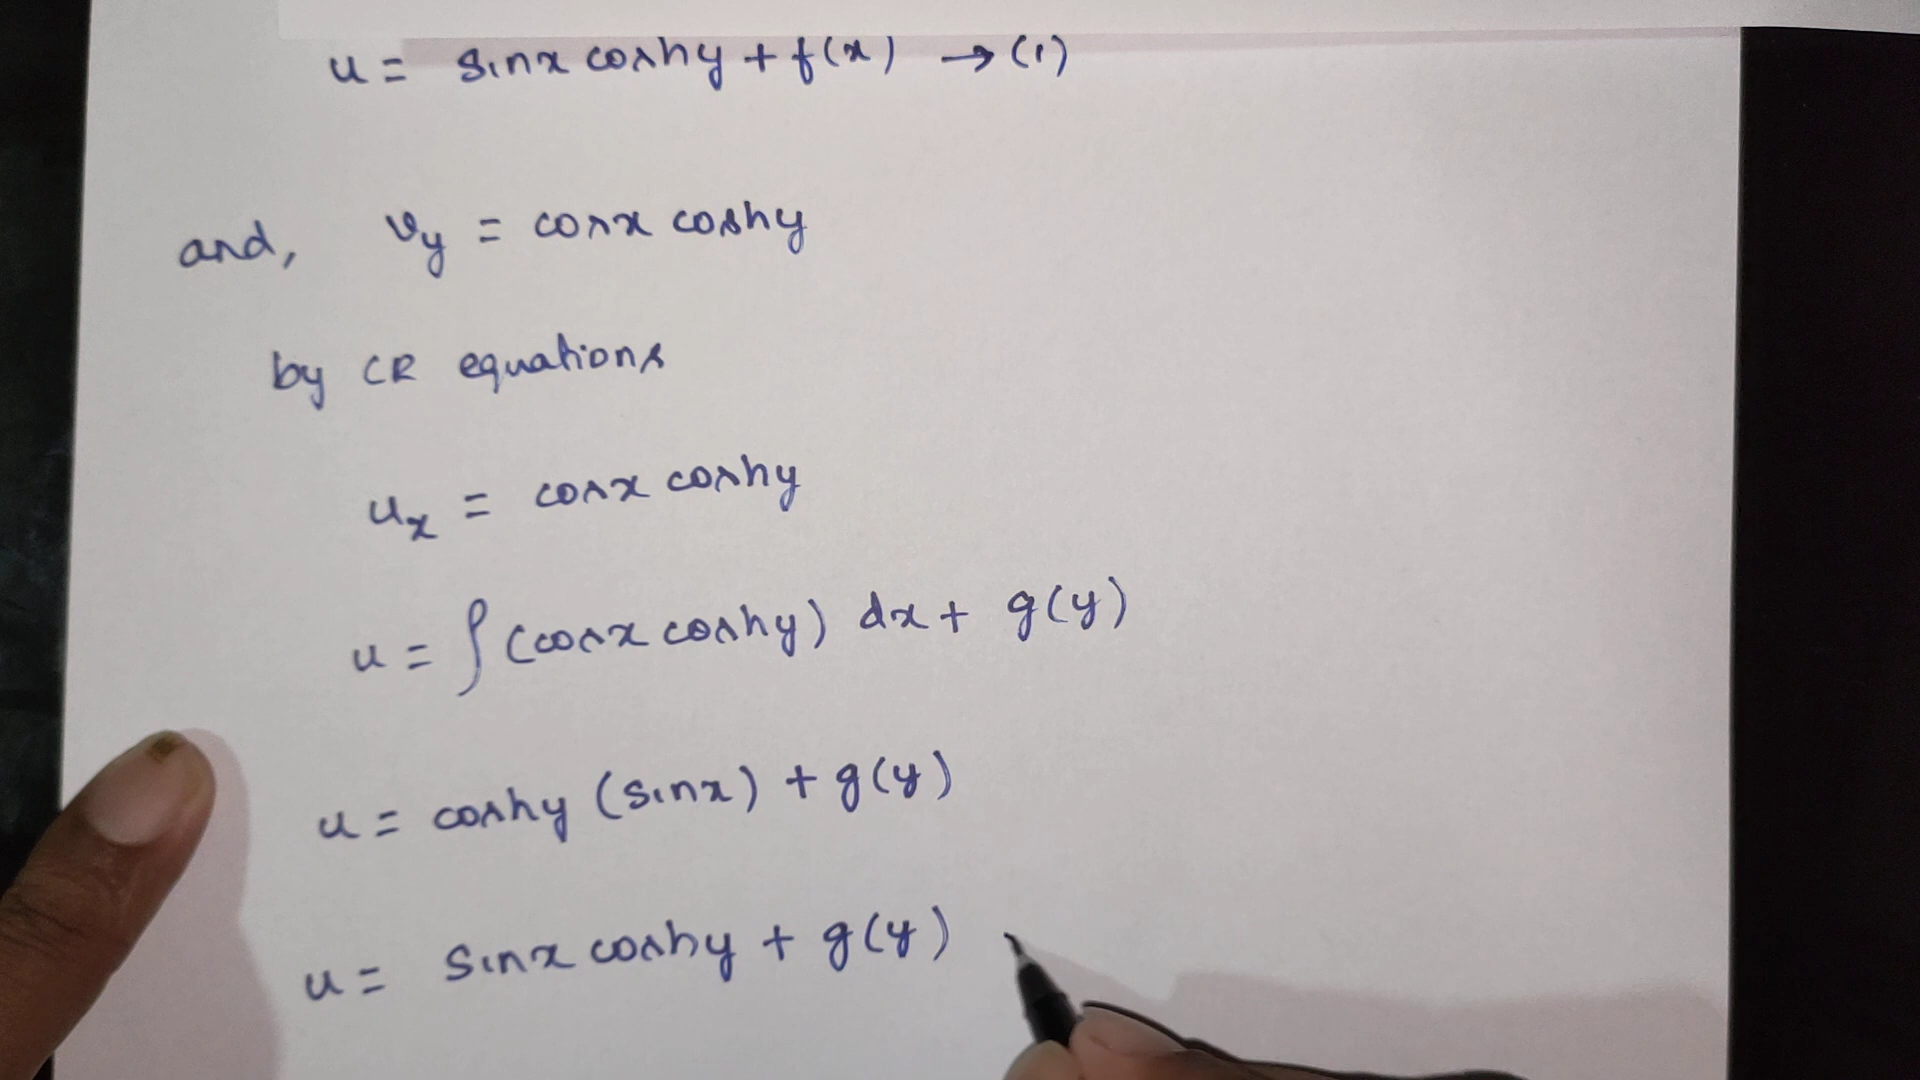 u = sinx coshy + f(x) → (1)
and, vy = cosx coshy
by CR equations
ux = cosx coshy
u = ∫ (cosx coshy) dx + g(y)
u = coshy (sinx) + g(y)
u = sinx coshy + g(y)